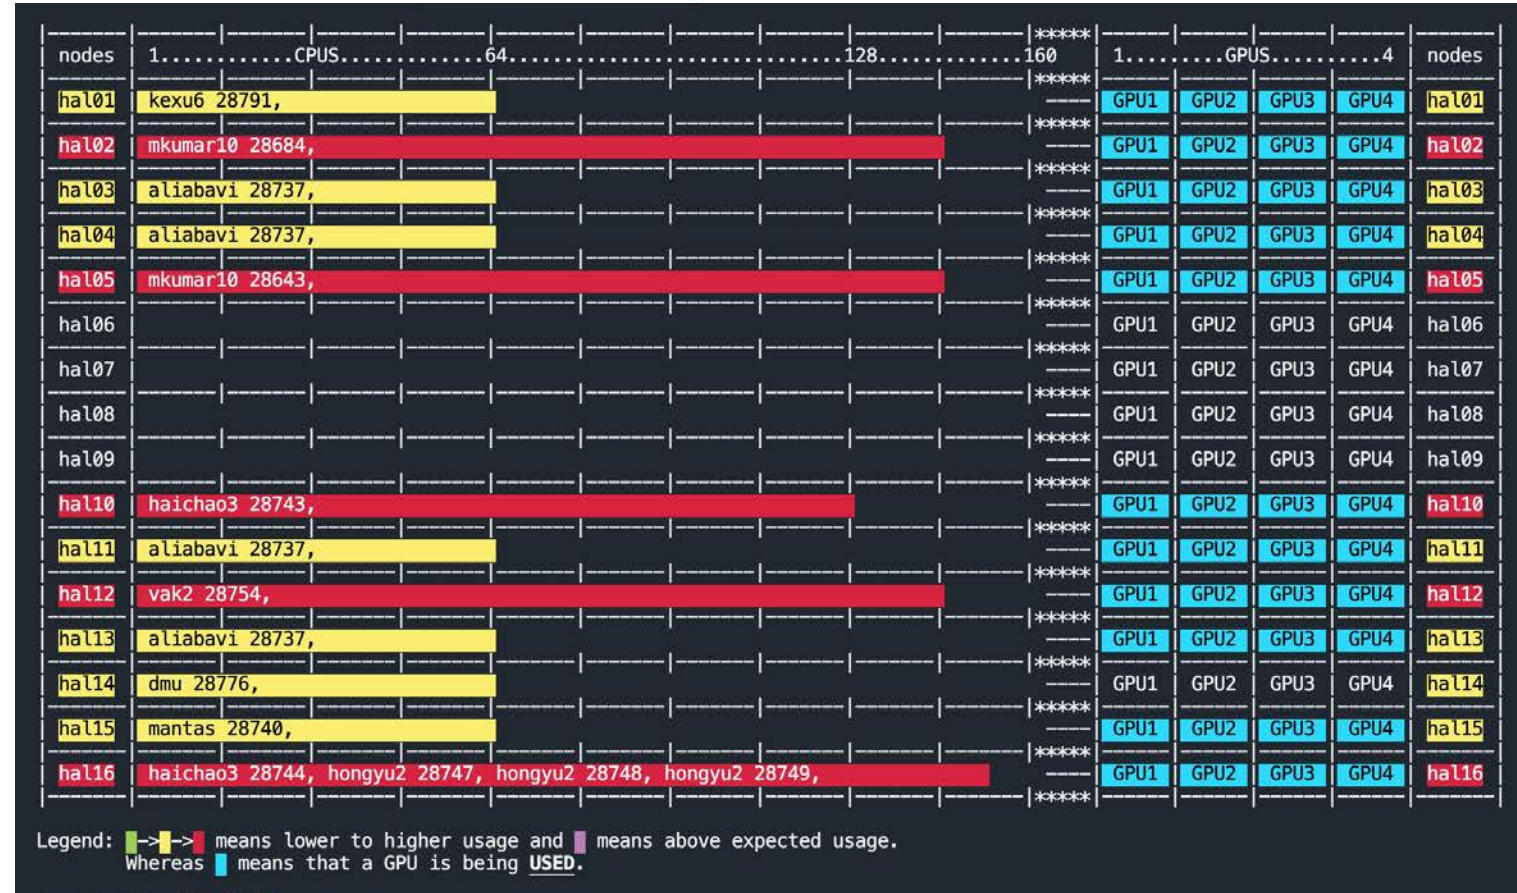 nodes 1............CPUS.............64..............................128..............160 1.........GPUS..........4 nodes
hal01 kexu6 28791, GPU1 GPU2 GPU3 GPU4 hal01
hal02 mkumar10 28684, GPU1 GPU2 GPU3 GPU4 hal02
hal03 aliabavi 28737, GPU1 GPU2 GPU3 GPU4 hal03
hal04 aliabavi 28737, GPU1 GPU2 GPU3 GPU4 hal04
hal05 mkumar10 28643, GPU1 GPU2 GPU3 GPU4 hal05
hal06 GPU1 GPU2 GPU3 GPU4 hal06
hal07 GPU1 GPU2 GPU3 GPU4 hal07
hal08 GPU1 GPU2 GPU3 GPU4 hal08
hal09 GPU1 GPU2 GPU3 GPU4 hal09
hal10 haichao3 28743, GPU1 GPU2 GPU3 GPU4 hal10
hal11 aliabavi 28737, GPU1 GPU2 GPU3 GPU4 hal11
hal12 vak2 28754, GPU1 GPU2 GPU3 GPU4 hal12
hal13 aliabavi 28737, GPU1 GPU2 GPU3 GPU4 hal13
hal14 dmu 28776, GPU1 GPU2 GPU3 GPU4 hal14
hal15 mantas 28740, GPU1 GPU2 GPU3 GPU4 hal15
hal16 haichao3 28744, hongyu2 28747, hongyu2 28748, hongyu2 28749, GPU1 GPU2 GPU3 GPU4 hal16
Legend: -> -> means lower to higher usage and means above expected usage.
Whereas means that a GPU is being USED.